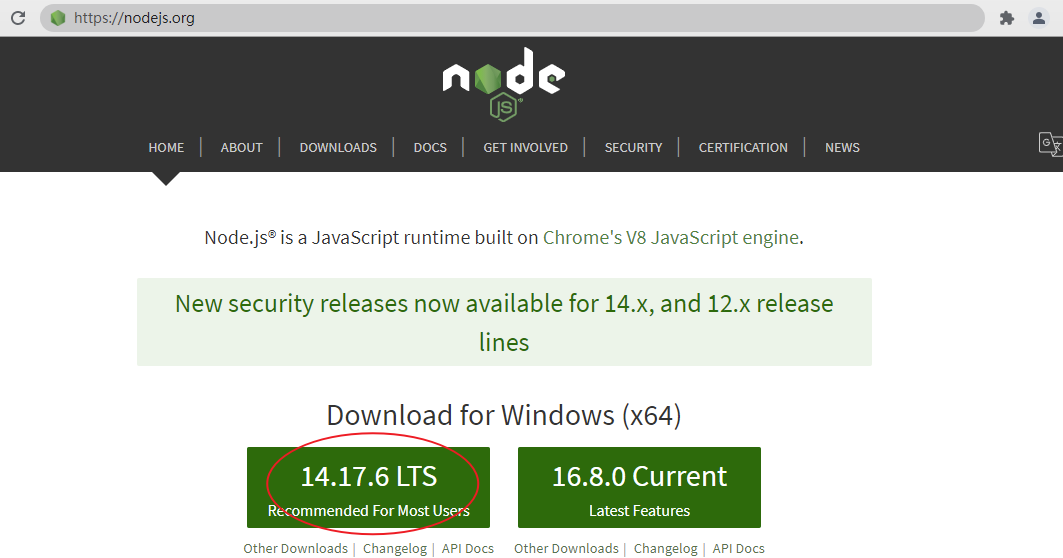 https://nodejs.org
node
JS®
HOME | ABOUT | DOWNLOADS | DOCS | GET INVOLVED | SECURITY | CERTIFICATION | NEWS
Node.js® is a JavaScript runtime built on Chrome's V8 JavaScript engine.
New security releases now available for 14.x, and 12.x release
lines
Download for Windows (x64)
14.17.6 LTS
Recommended For Most Users
16.8.0 Current
Latest Features
Other Downloads | Changelog | API Docs
Other Downloads | Changelog | API Docs